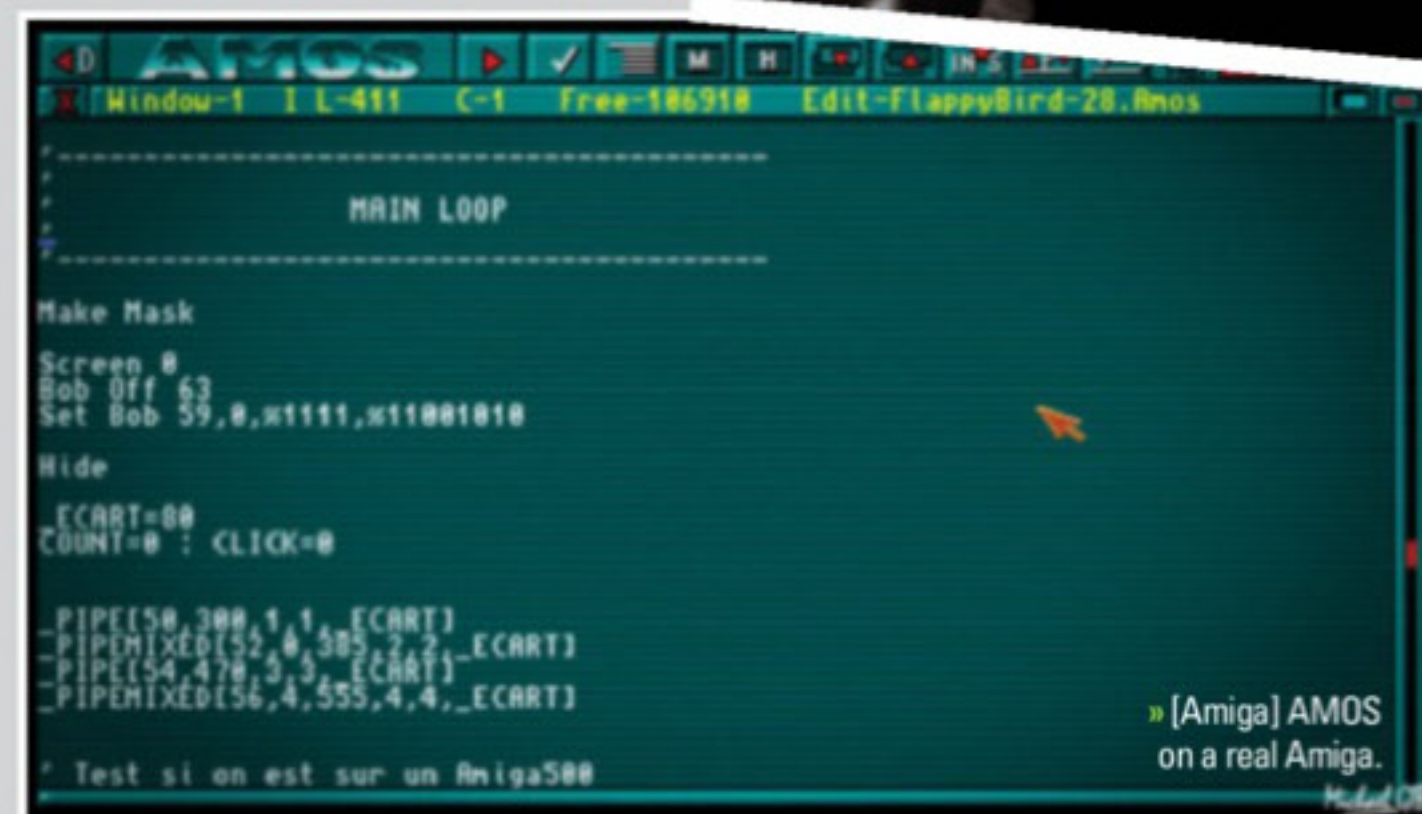 D AMOS M H
Window-1 I L-411 C-1 Free-106910 Edit-FlappyBird-28.Amos
'-----------------------------------------
'
' MAIN LOOP
'
'-----------------------------------------
Make Mask
Screen 0
Bob Off 63
Set Bob 59,0,%1111,%11001010
Hide
_ECART=80
COUNT=0 : CLICK=0
_PIPE[50,300,1,1,_ECART]
_PIPEMIXED[52,0,385,2,2,_ECART]
_PIPE[54,470,3,3,_ECART]
_PIPEMIXED[56,4,555,4,4,_ECART]
' Test si on est sur un Amiga500
» [Amiga] AMOS
on a real Amiga.